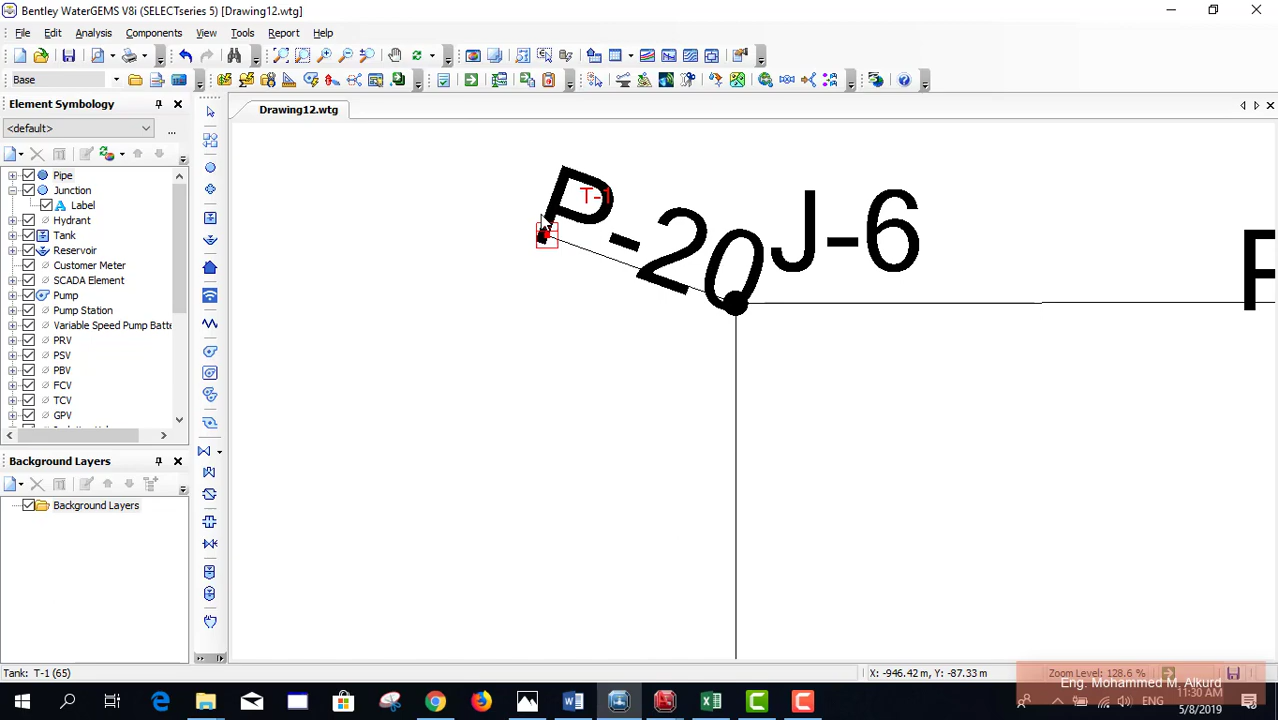 Bentley WaterGEMS V8i (SELECTseries 5) [Drawing12.wtg]
File Edit Analysis Components View Tools Report Help
Base
Element Symbology
Drawing12.wtg
<default>
...
Pipe
Junction
Label
Hydrant
Tank
Reservoir
Customer Meter
SCADA Element
Pump
Pump Station
Variable Speed Pump Batte
PRV
PSV
PBV
FCV
TCV
GPV
Background Layers
Background Layers
P-20
T-1
J-6
P
Tank: T-1 (65)
X: -946.42 m, Y: -87.33 m
Zoom Level: 128.6 %
Eng. Mohammed M. Alkurd
ENG
11:30 AM
5/8/2019